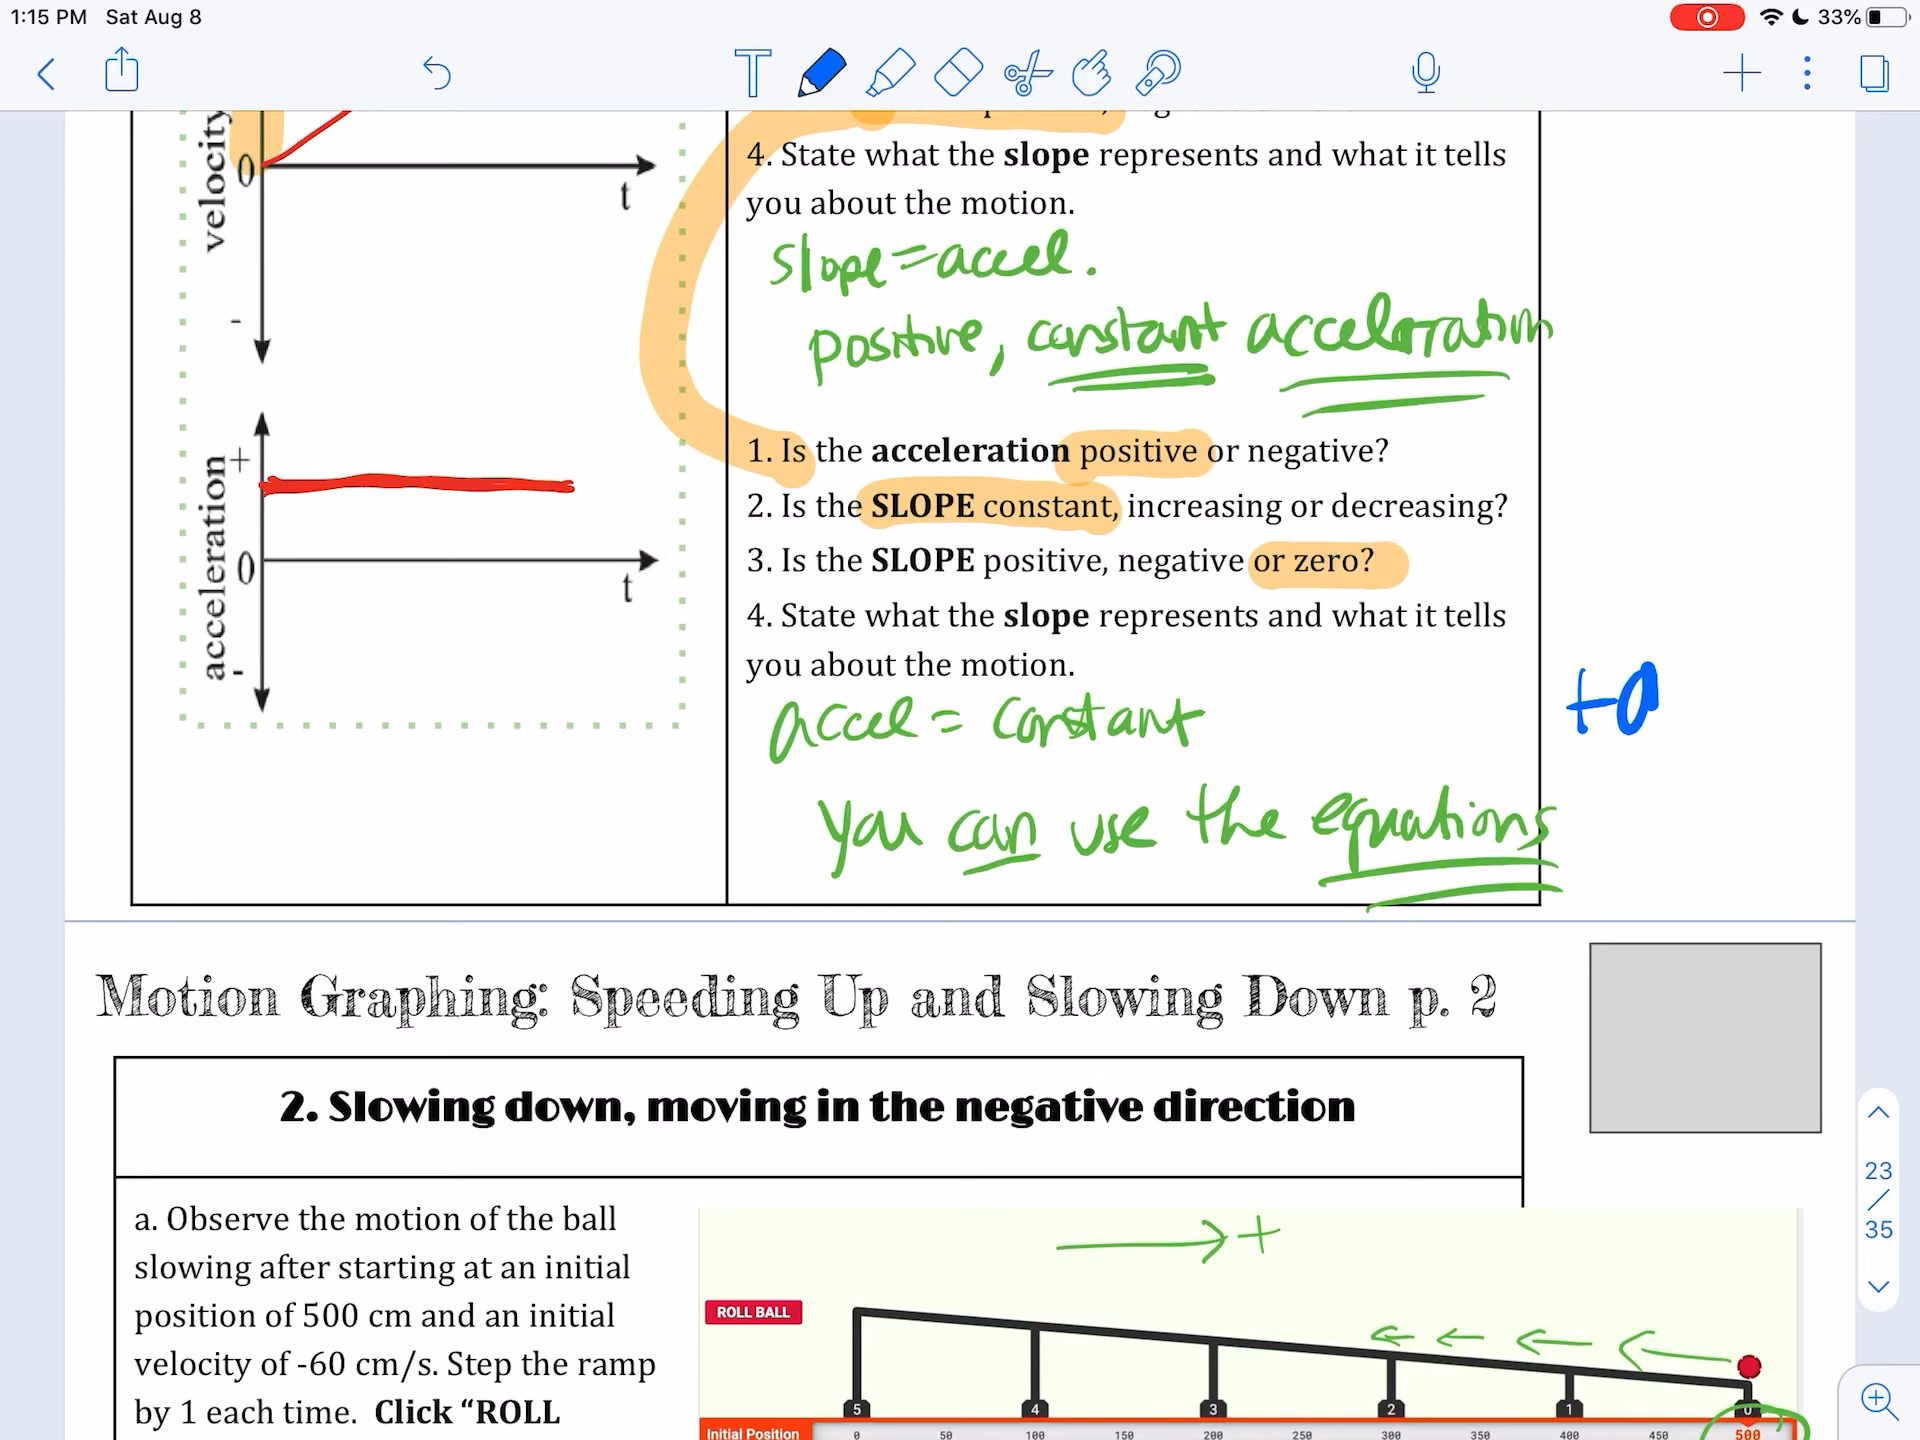 1:15 PM Sat Aug 8
33%
T
velocity
0
t
-
4. State what the slope represents and what it tells
you about the motion.
slope = accel.
positive, constant acceleration
acceleration
+
0
t
-
1. Is the acceleration positive or negative?
2. Is the SLOPE constant, increasing or decreasing?
3. Is the SLOPE positive, negative or zero?
4. State what the slope represents and what it tells
you about the motion.
accel = constant
you can use the equations
+a
Motion Graphing: Speeding Up and Slowing Down p. 2
2. Slowing down, moving in the negative direction
a. Observe the motion of the ball
slowing after starting at an initial
position of 500 cm and an initial
velocity of -60 cm/s. Step the ramp
by 1 each time. Click “ROLL
+
ROLL BALL
5 4 3 2 1 0
Initial Position 0 50 100 150 200 250 300 350 400 450 500
23
/
35